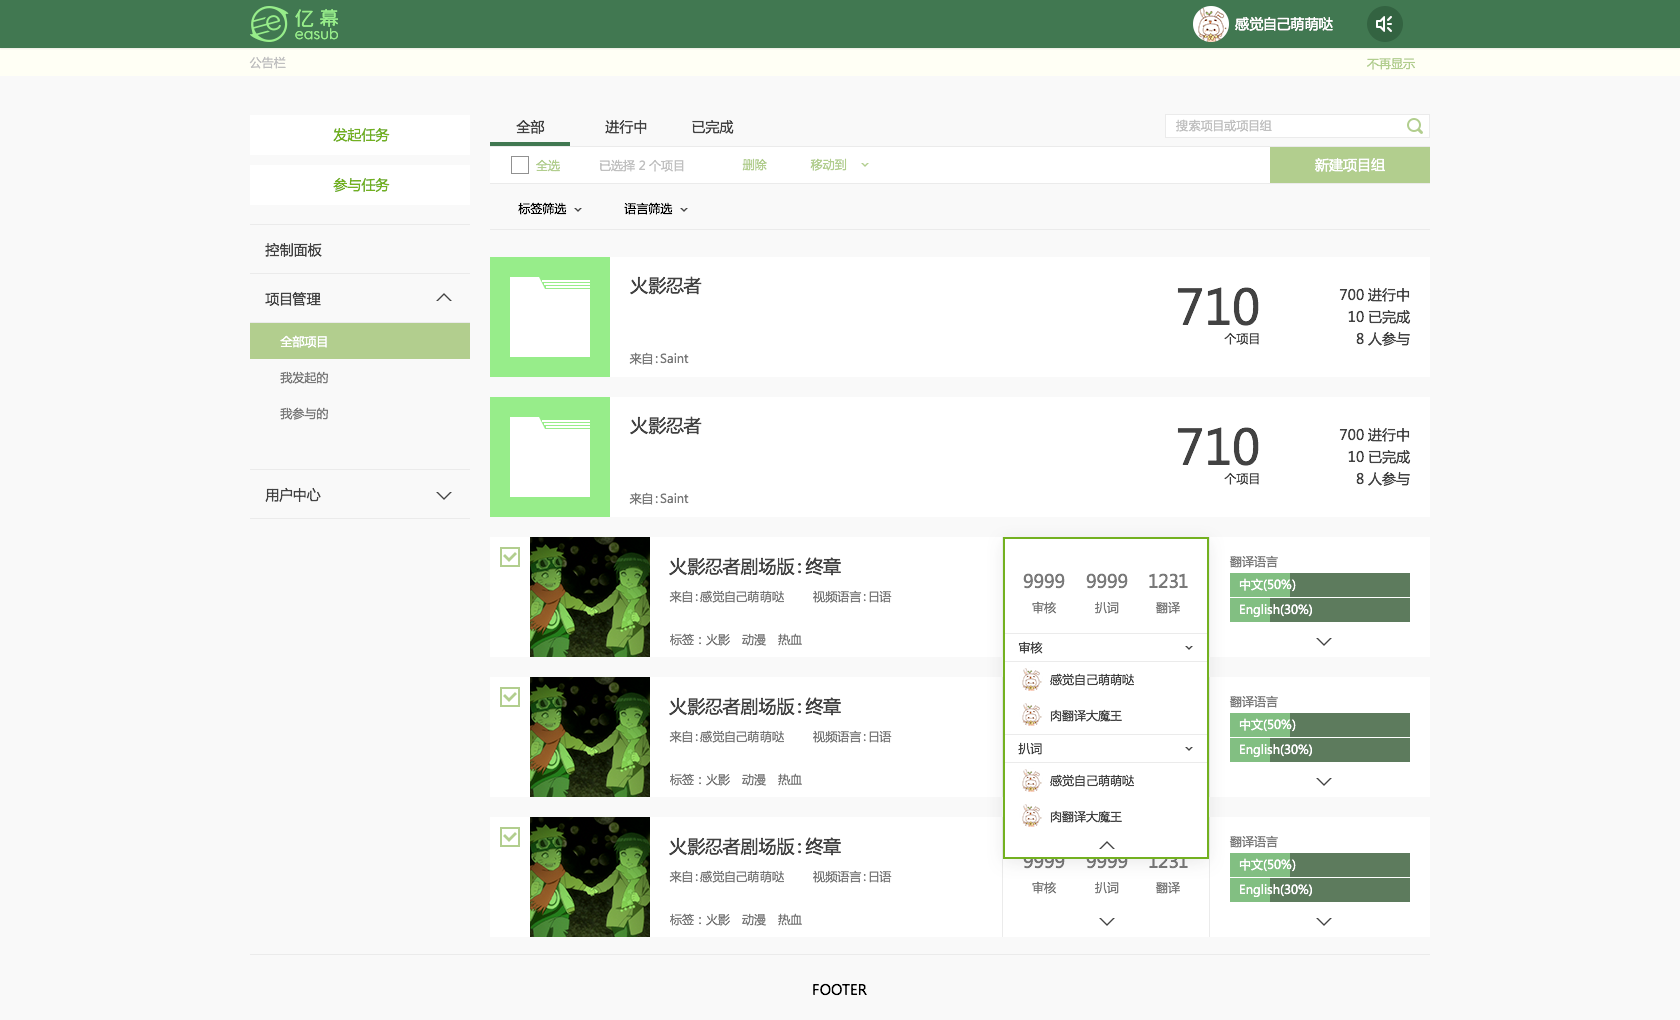 亿幕
easub
感觉自己萌萌哒
公告栏
不再显示
发起任务
参与任务
控制面板
项目管理
全部项目
我发起的
我参与的
用户中心
全部 进行中 已完成
搜索项目或项目组
全选 已选择 2 个项目 删除 移动到
新建项目组
标签筛选 语言筛选
火影忍者
来自:Saint
710
个项目
700 进行中
10 已完成
8 人参与
火影忍者
来自:Saint
710
个项目
700 进行中
10 已完成
8 人参与
火影忍者剧场版:终章
来自:感觉自己萌萌哒 视频语言:日语
标签：火影 动漫 热血
9999 9999 1231
审核 扒词 翻译
审核
感觉自己萌萌哒
肉翻译大魔王
扒词
感觉自己萌萌哒
肉翻译大魔王
翻译语言
中文(50%)
English(30%)
火影忍者剧场版:终章
来自:感觉自己萌萌哒 视频语言:日语
标签：火影 动漫 热血
翻译语言
中文(50%)
English(30%)
火影忍者剧场版:终章
来自:感觉自己萌萌哒 视频语言:日语
标签：火影 动漫 热血
9999 9999 1231
审核 扒词 翻译
翻译语言
中文(50%)
English(30%)
FOOTER